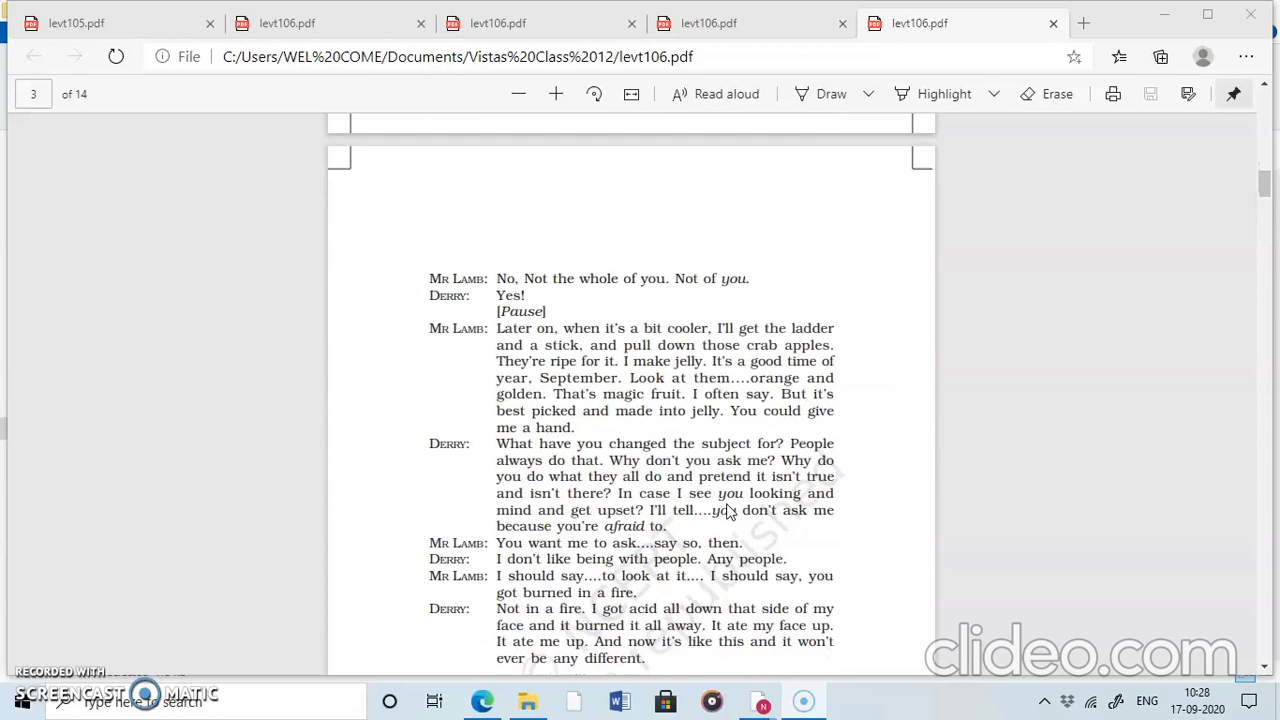 levt105.pdf
levt106.pdf
levt106.pdf
levt106.pdf
levt106.pdf
File C:/Users/WEL%20COME/Documents/Vistas%20Class%2012/levt106.pdf
3 of 14
Read aloud
Draw
Highlight
Erase
MR LAMB: No, Not the whole of you. Not of you.
DERRY: Yes!
[Pause]
MR LAMB: Later on, when it's a bit cooler, I'll get the ladder
and a stick, and pull down those crab apples.
They're ripe for it. I make jelly. It's a good time of
year, September. Look at them....orange and
golden. That's magic fruit. I often say. But it's
best picked and made into jelly. You could give
me a hand.
DERRY: What have you changed the subject for? People
always do that. Why don't you ask me? Why do
you do what they all do and pretend it isn't true
and isn't there? In case I see you looking and
mind and get upset? I'll tell....you don't ask me
because you're afraid to.
MR LAMB: You want me to ask....say so, then.
DERRY: I don't like being with people. Any people.
MR LAMB: I should say....to look at it.... I should say, you
got burned in a fire.
DERRY: Not in a fire. I got acid all down that side of my
face and it burned it all away. It ate my face up.
It ate me up. And now it's like this and it won't
ever be any different.
clideo.com
RECORDED WITH
SCREENCAST MATIC
Type here to search
ENG
10:28
17-09-2020